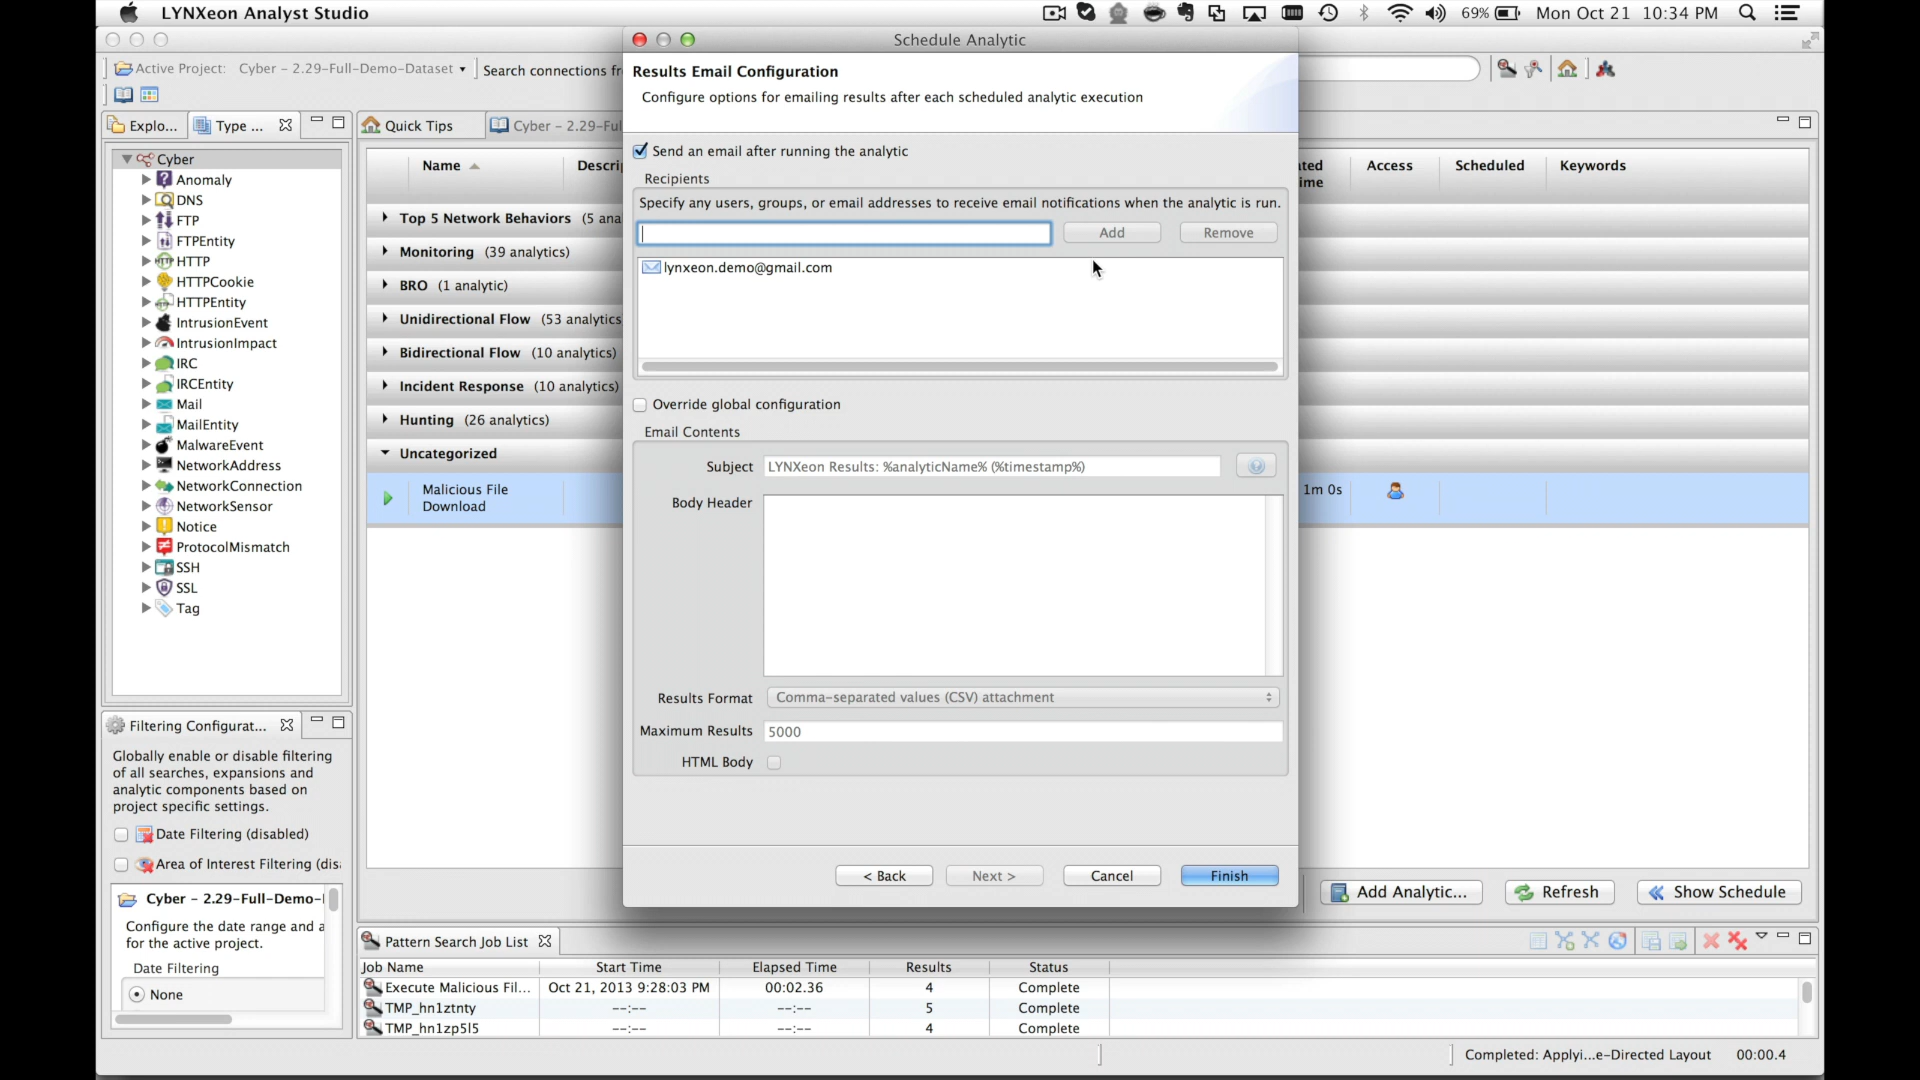 LYNXeon Analyst Studio
69% Mon Oct 21 10:34 PM
Schedule Analytic
Active Project: Cyber - 2.29-Full-Demo-Dataset Search connections fr
Explo... Type ...
Cyber
Anomaly
DNS
FTP
FTPEntity
HTTP
HTTPCookie
HTTPEntity
IntrusionEvent
IntrusionImpact
IRC
IRCEntity
Mail
MailEntity
MalwareEvent
NetworkAddress
NetworkConnection
NetworkSensor
Notice
ProtocolMismatch
SSH
SSL
Tag
Filtering Configurat...
Globally enable or disable filtering
of all searches, expansions and
analytic components based on
project specific settings.
Date Filtering (disabled)
Area of Interest Filtering (dis
Cyber - 2.29-Full-Demo-
Configure the date range and a
for the active project.
Date Filtering
None
Quick Tips Cyber - 2.29-Ful
Name Descri
Top 5 Network Behaviors (5 ana
Monitoring (39 analytics)
BRO (1 analytic)
Unidirectional Flow (53 analytics
Bidirectional Flow (10 analytics)
Incident Response (10 analytics)
Hunting (26 analytics)
Uncategorized
Malicious File
Download
Results Email Configuration
Configure options for emailing results after each scheduled analytic execution
Send an email after running the analytic
Recipients
Specify any users, groups, or email addresses to receive email notifications when the analytic is run.
Add Remove
lynxeon.demo@gmail.com
Override global configuration
Email Contents
Subject LYNXeon Results: %analyticName% (%timestamp%)
Body Header
Results Format Comma-separated values (CSV) attachment
Maximum Results 5000
HTML Body
< Back Next > Cancel Finish
ted
ime Access Scheduled Keywords
1m 0s
Add Analytic... Refresh Show Schedule
Pattern Search Job List
Job Name Start Time Elapsed Time Results Status
Execute Malicious Fil... Oct 21, 2013 9:28:03 PM 00:02.36 4 Complete
TMP_hn1ztnty --:-- --:-- 5 Complete
TMP_hn1zp5l5 --:-- --:-- 4 Complete
Completed: Applyi...e-Directed Layout 00:00.4